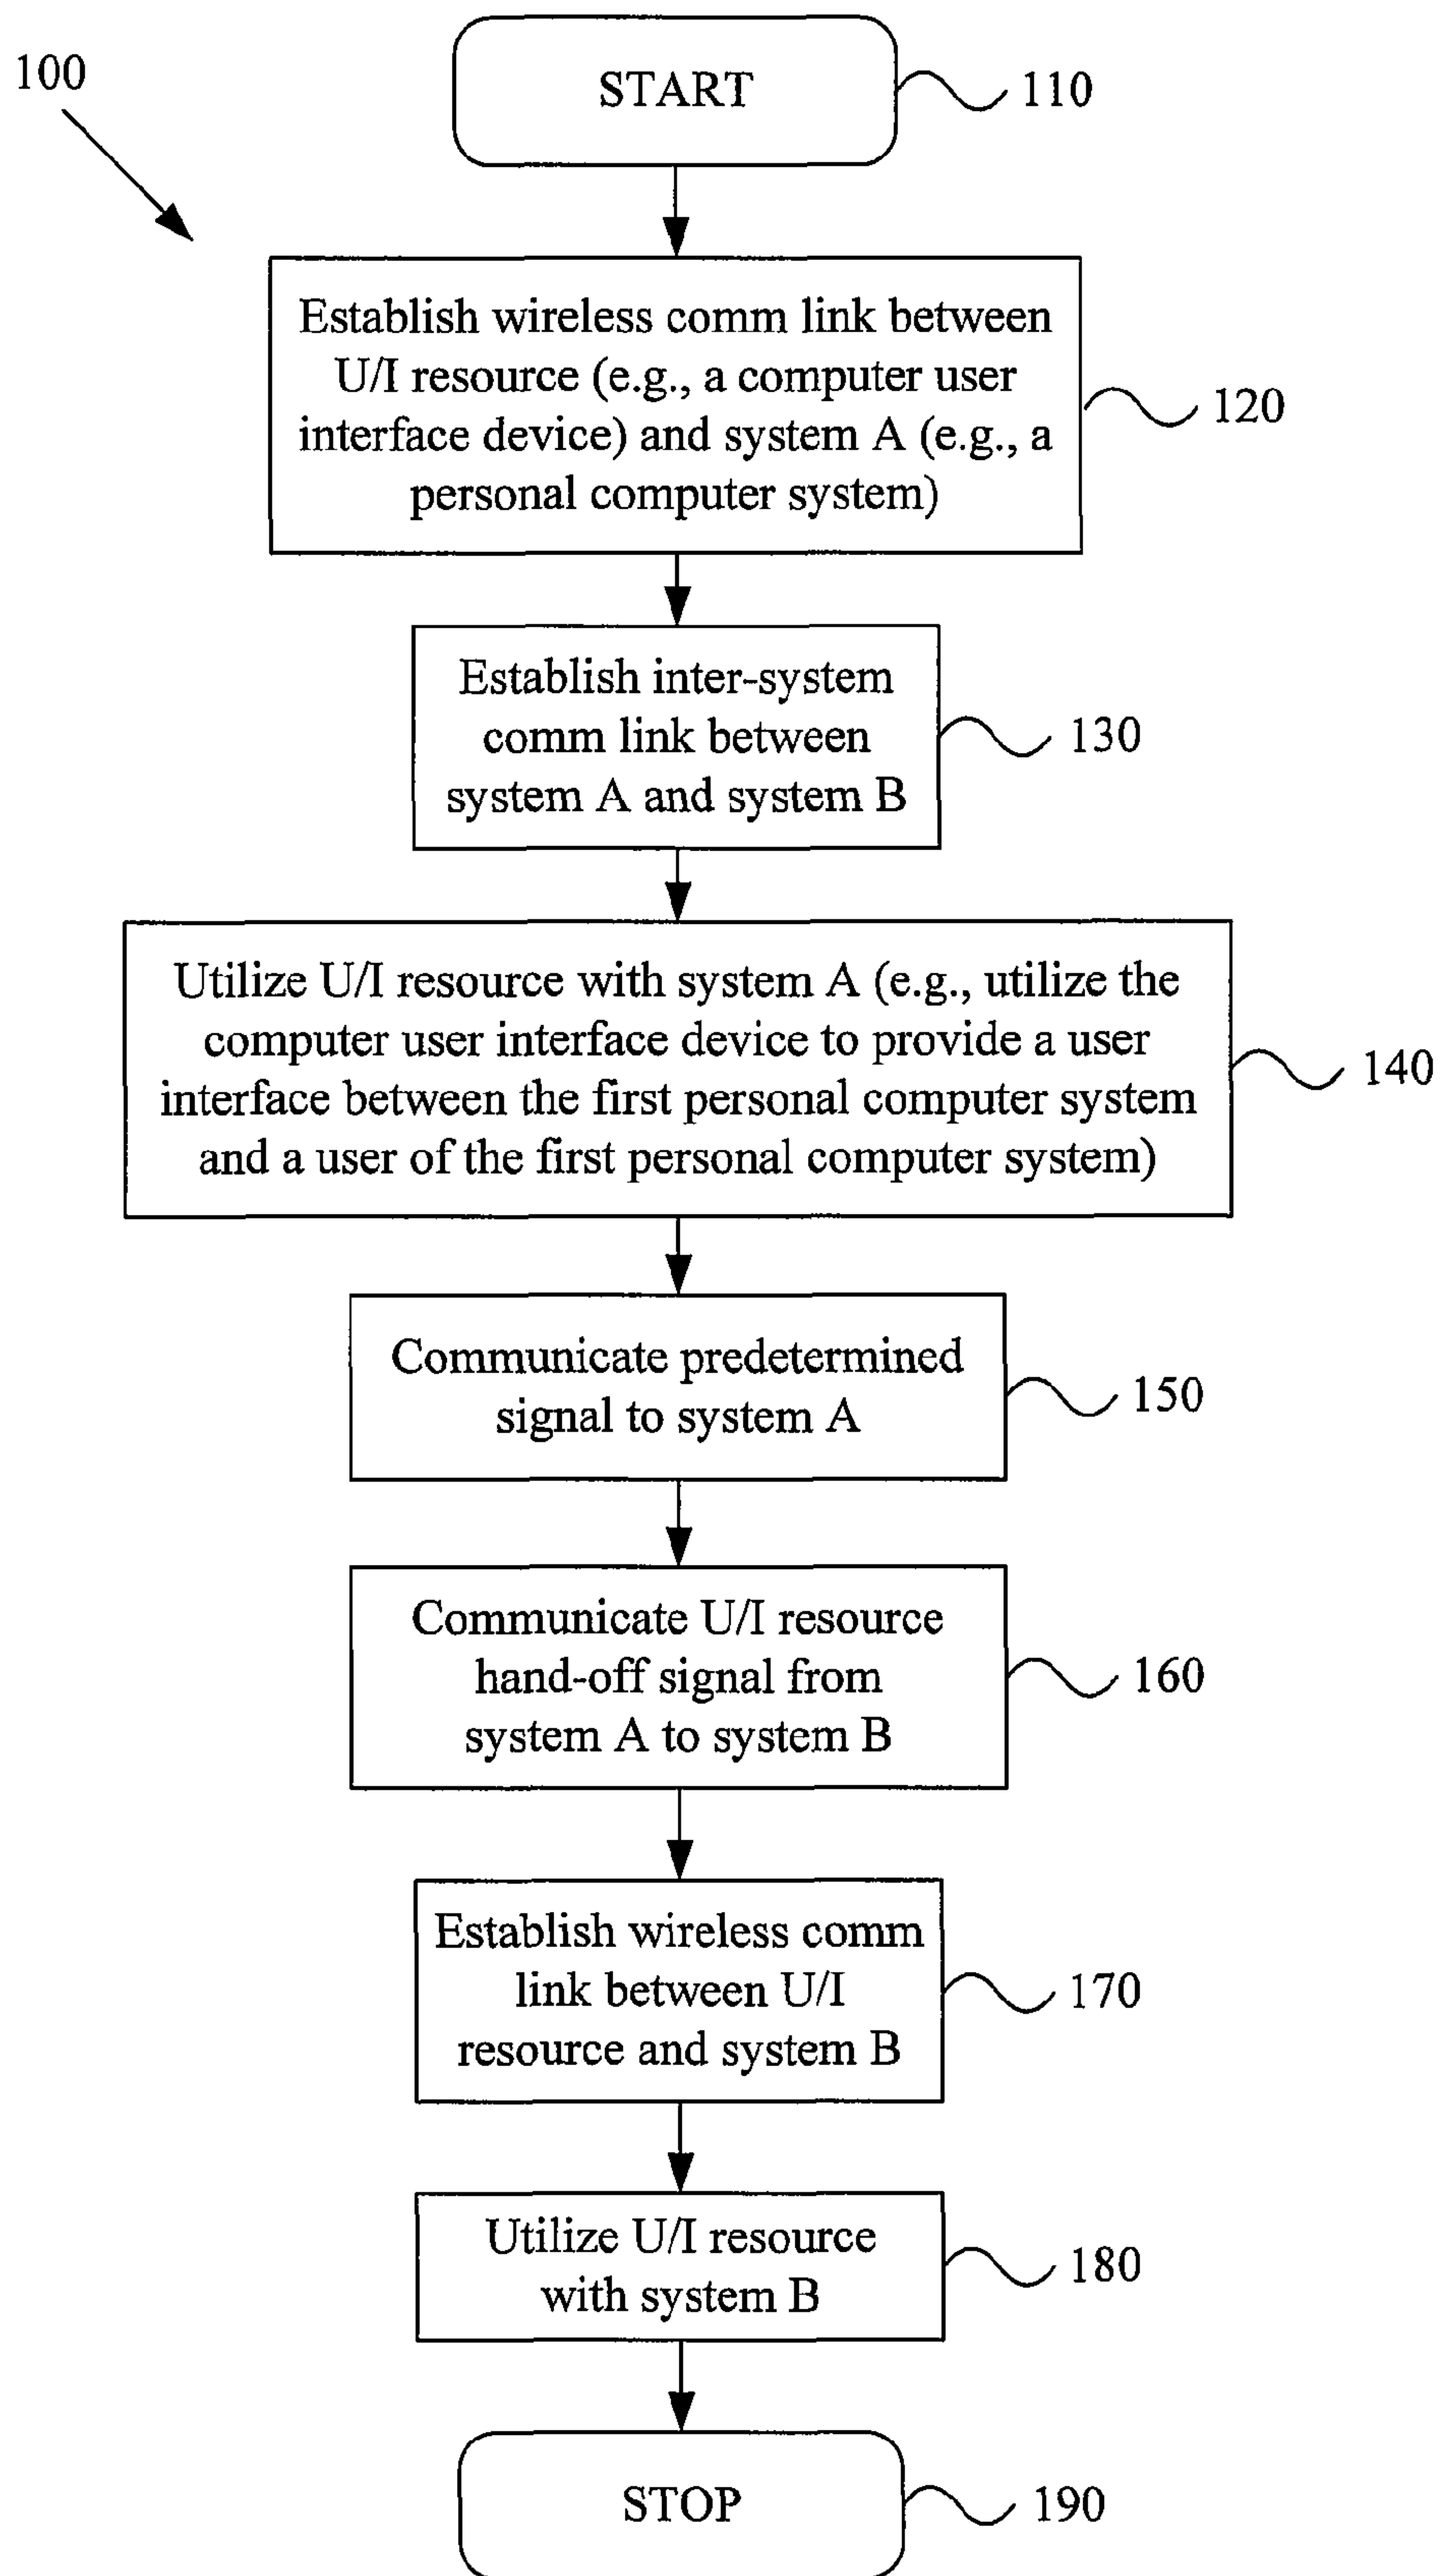 100
START
110
Establish wireless comm link between
U/I resource (e.g., a computer user
interface device) and system A (e.g., a
personal computer system)
120
Establish inter-system
comm link between
system A and system B
130
Utilize U/I resource with system A (e.g., utilize the
computer user interface device to provide a user
interface between the first personal computer system
and a user of the first personal computer system)
140
Communicate predetermined
signal to system A
150
Communicate U/I resource
hand-off signal from
system A to system B
160
Establish wireless comm
link between U/I
resource and system B
170
Utilize U/I resource
with system B
180
STOP
190